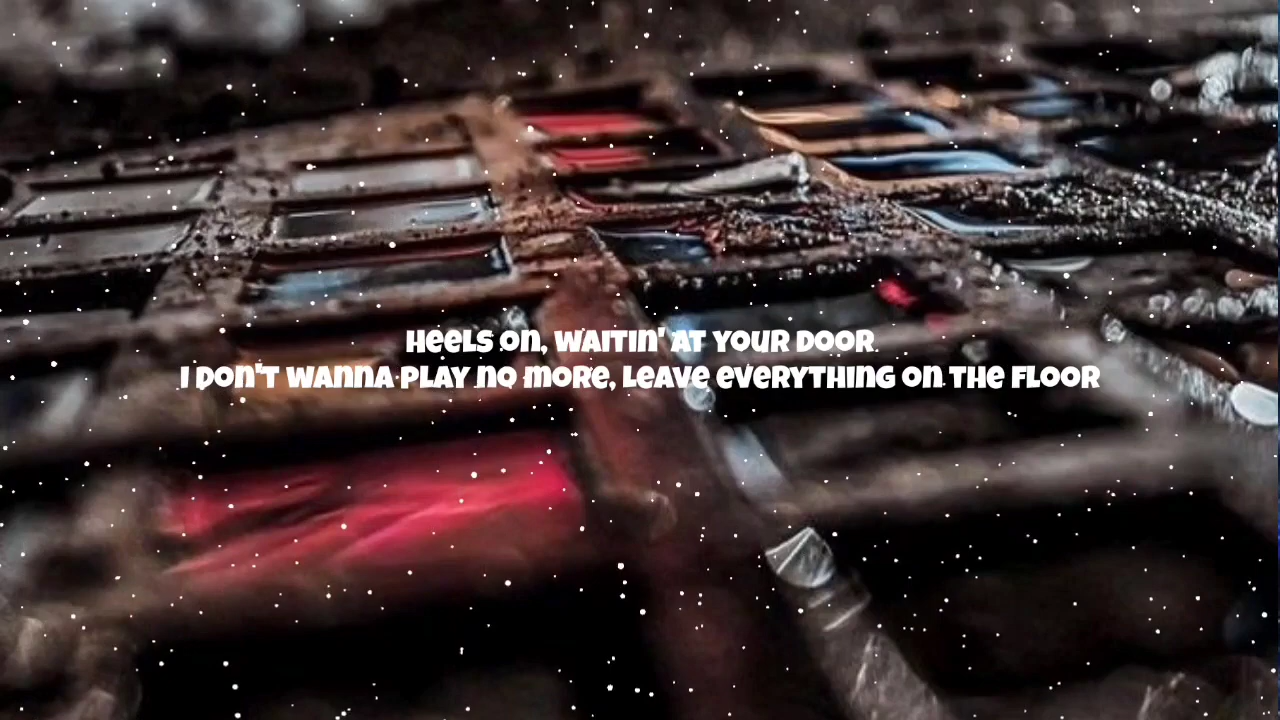 Heels on, waitin' at your door
I don't wanna play no more, leave everything on the floor